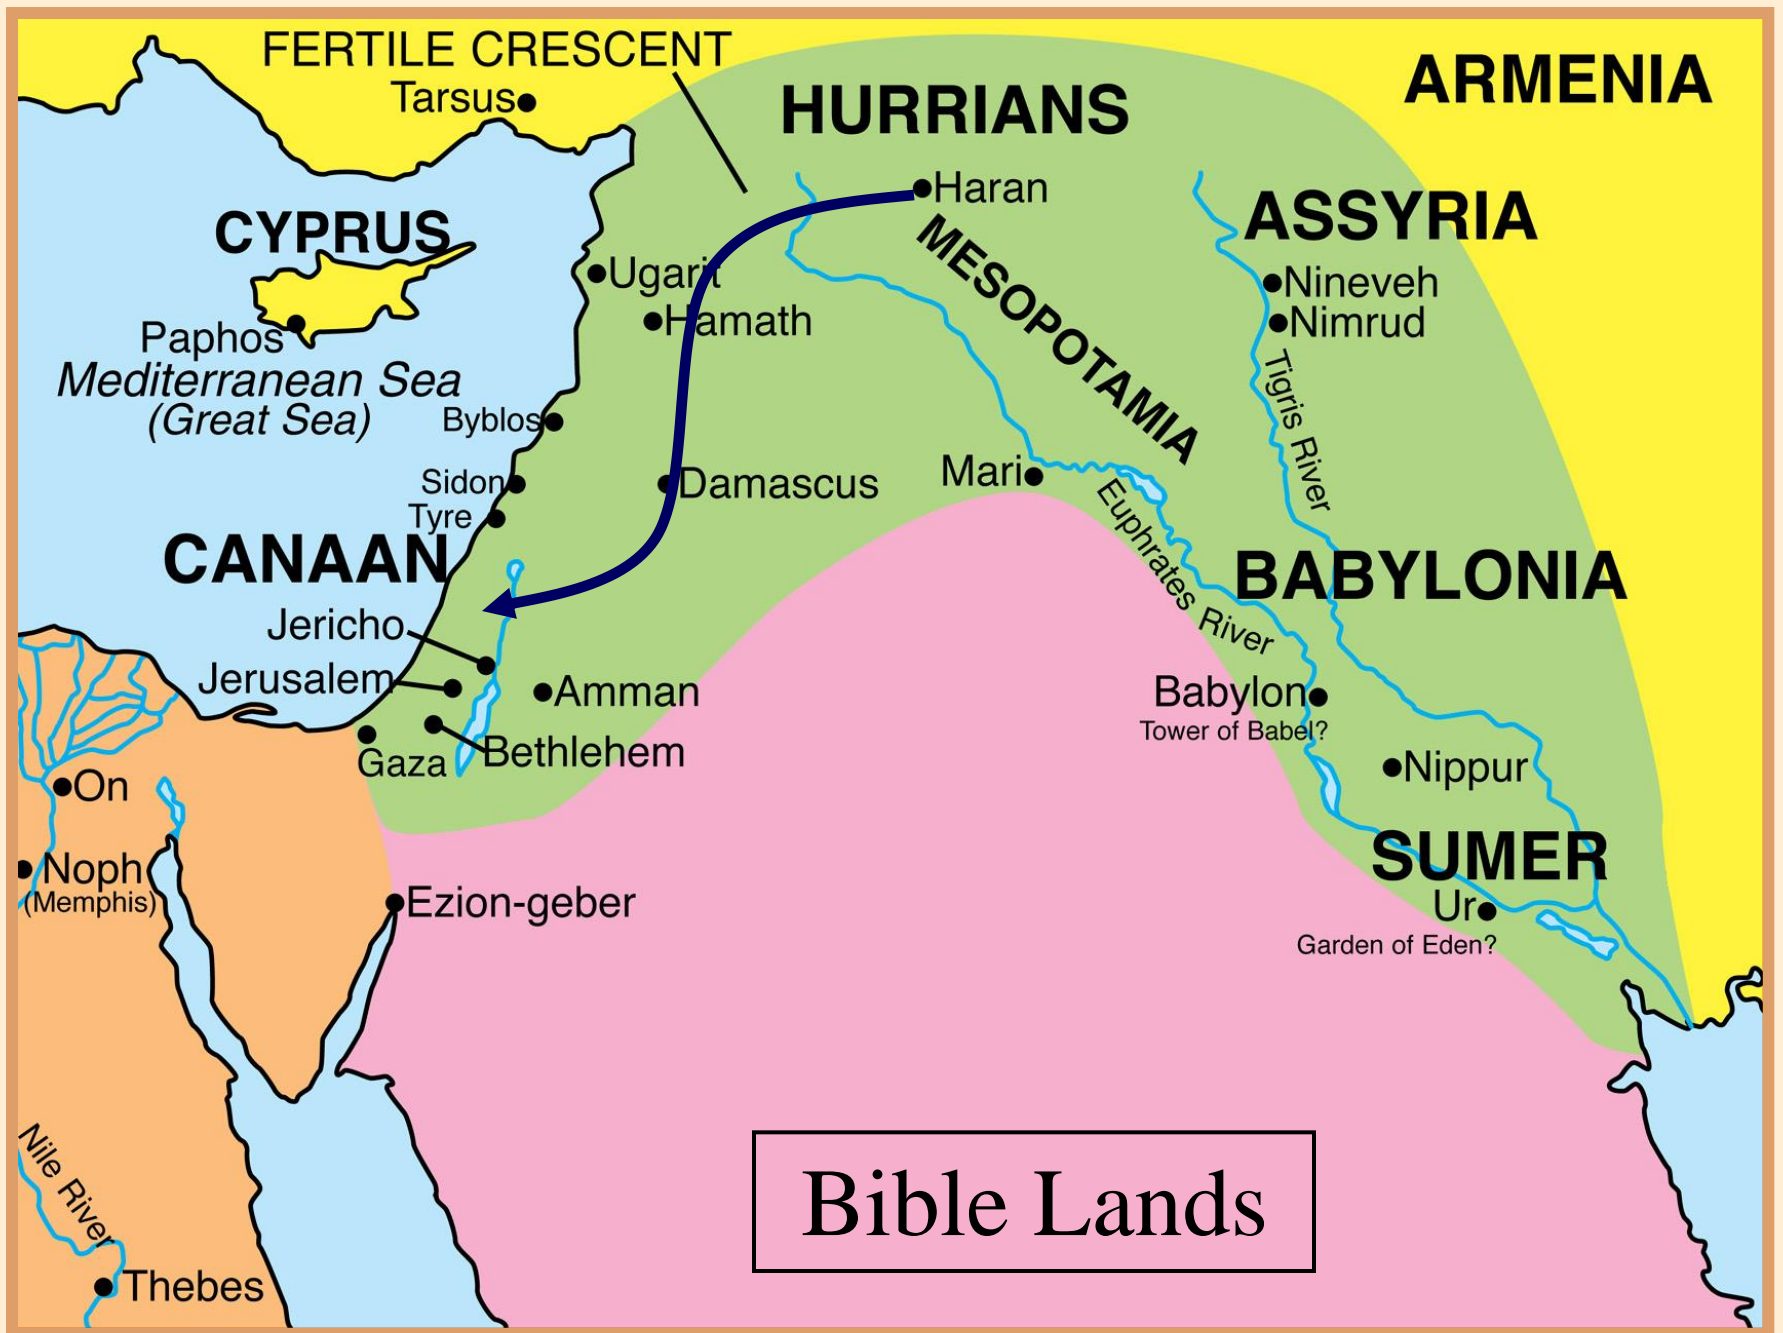 FERTILE CRESCENT
Tarsus
HURRIANS
ARMENIA
Haran
CYPRUS
ASSYRIA
MESOPOTAMIA
Ugarit
Nineveh
Hamath
Nimrud
Paphos
Mediterranean Sea
(Great Sea)
Tigris River
Byblos
Sidon
Damascus
Mari
Tyre
Euphrates River
CANAAN
BABYLONIA
Jericho
Jerusalem
Amman
Babylon
Tower of Babel?
Gaza
Bethlehem
Nippur
On
SUMER
Noph
(Memphis)
Ezion-geber
Ur
Garden of Eden?
Nile River
Bible Lands
Thebes